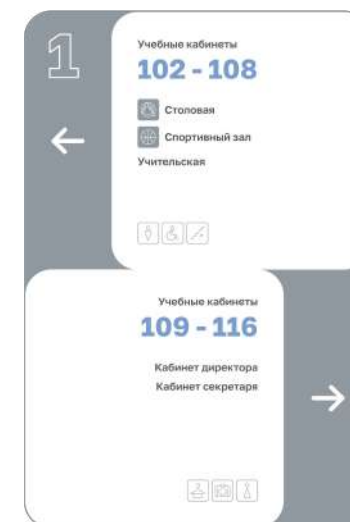 1
Учебные кабинеты
102 - 108
Столовая
Спортивный зал
Учительская
Учебные кабинеты
109 - 116
Кабинет директора
Кабинет секретаря